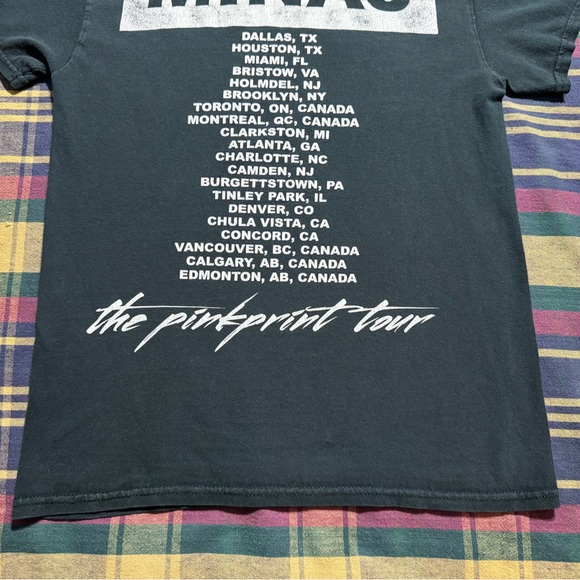 MINAJ
DALLAS, TX
HOUSTON, TX
MIAMI, FL
BRISTOW, VA
HOLMDEL, NJ
BROOKLYN, NY
TORONTO, ON, CANADA
MONTREAL, QC, CANADA
CLARKSTON, MI
ATLANTA, GA
CHARLOTTE, NC
CAMDEN, NJ
BURGETTSTOWN, PA
TINLEY PARK, IL
DENVER, CO
CHULA VISTA, CA
CONCORD, CA
VANCOUVER, BC, CANADA
CALGARY, AB, CANADA
EDMONTON, AB, CANADA
the pinkprint tour